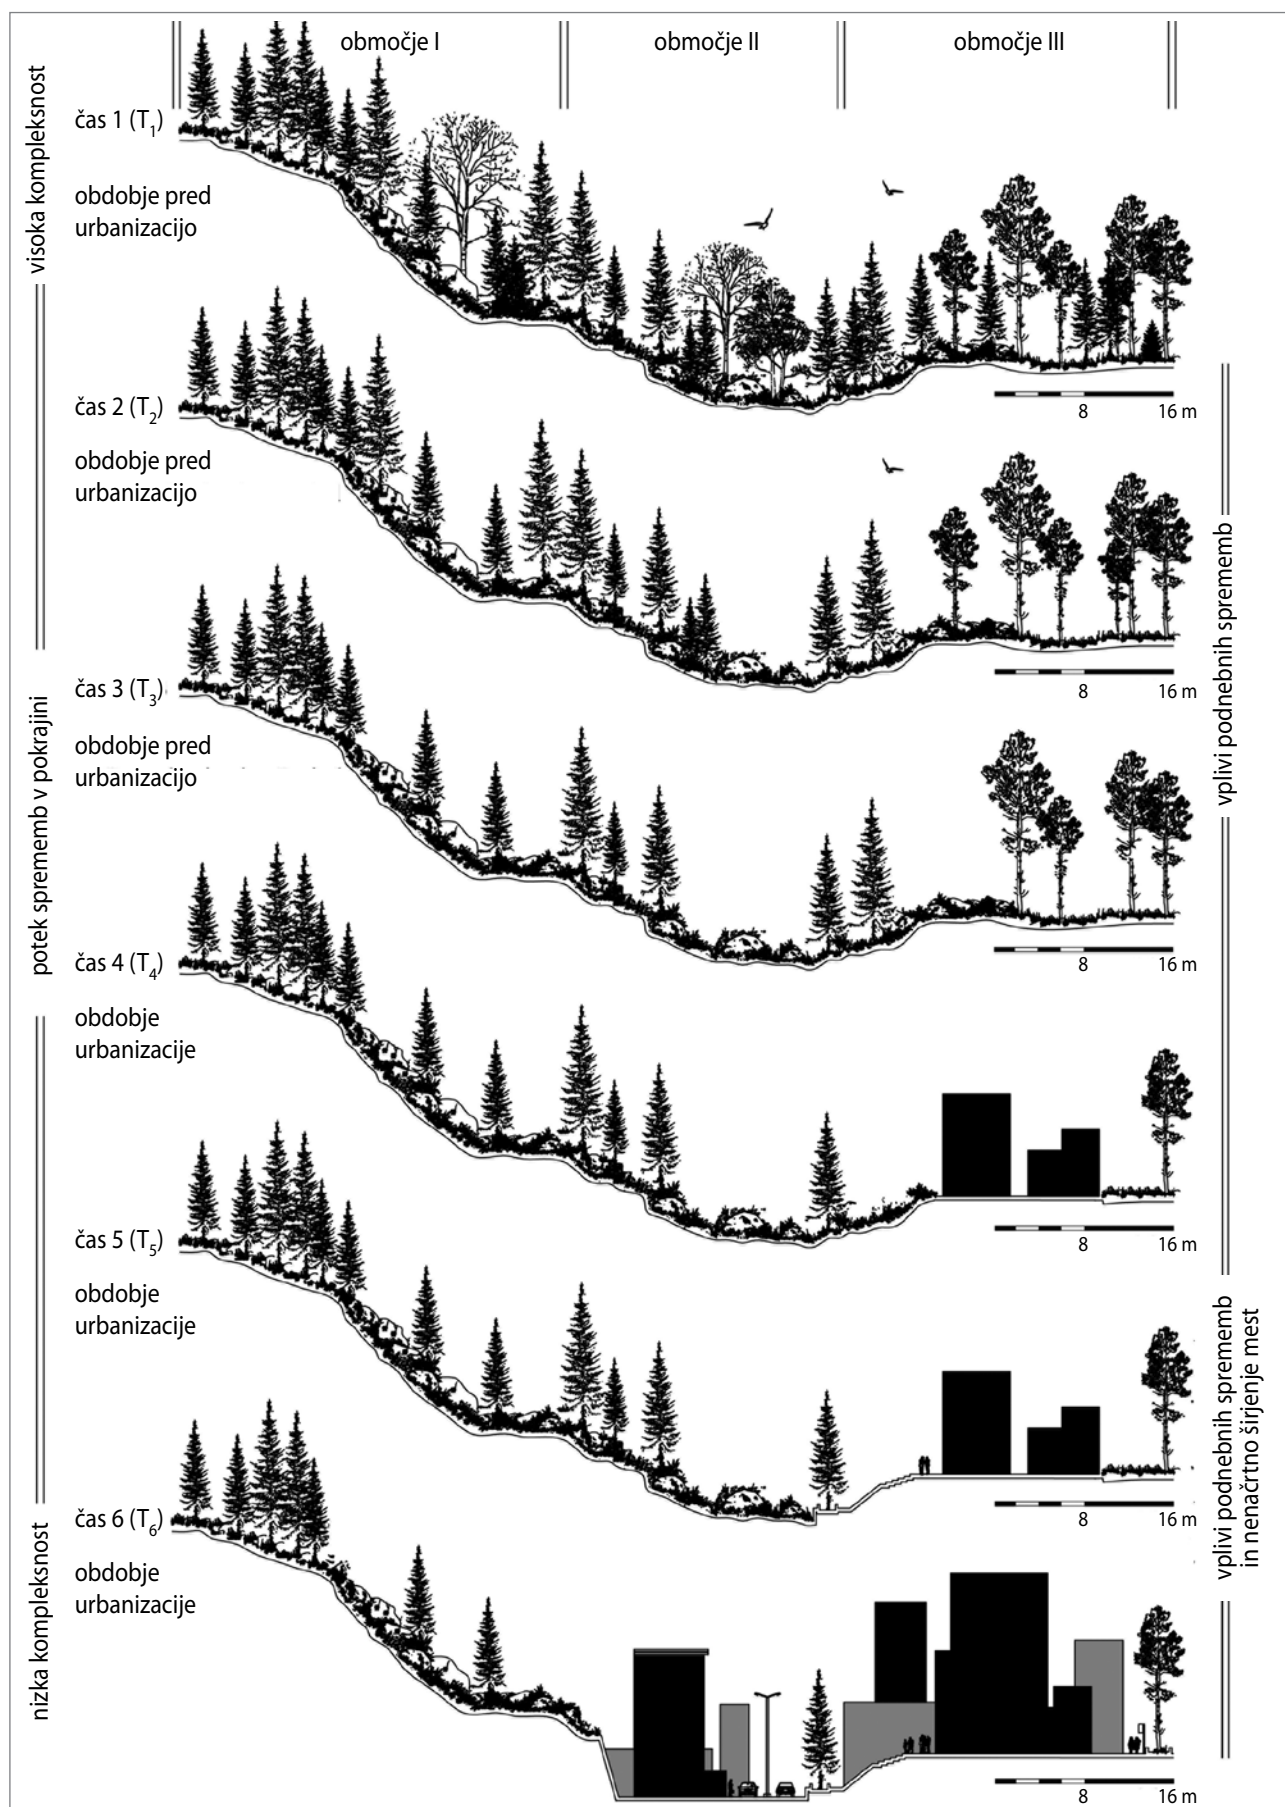 območje I
območje II
območje III
visoka kompleksnost
potek sprememb v pokrajini
nizka kompleksnost
čas 1 (T1)
obdobje pred
urbanizacijo
8
16 m
čas 2 (T2)
obdobje pred
urbanizacijo
8
16 m
čas 3 (T3)
obdobje pred
urbanizacijo
8
16 m
čas 4 (T4)
obdobje
urbanizacije
8
16 m
čas 5 (T5)
obdobje
urbanizacije
8
16 m
čas 6 (T6)
obdobje
urbanizacije
8
16 m
vplivi podnebnih sprememb
vplivi podnebnih sprememb
in nenačrtno širjenje mest